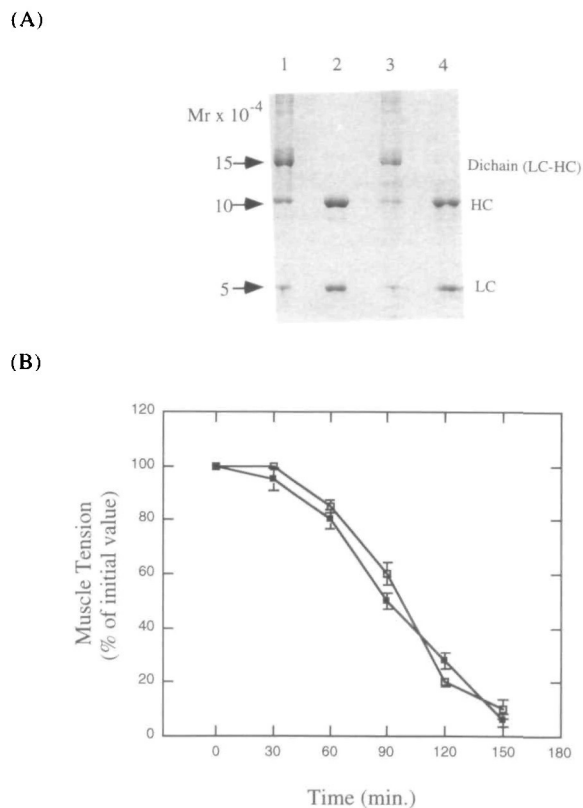 (A)
1 2 3 4
Mr x 10-4
15
Dichain (LC-HC)
10
HC
5
LC
(B)
120
100
80
60
40
20
0
Muscle Tension
(% of initial value)
0 30 60 90 120 150 180
Time (min.)